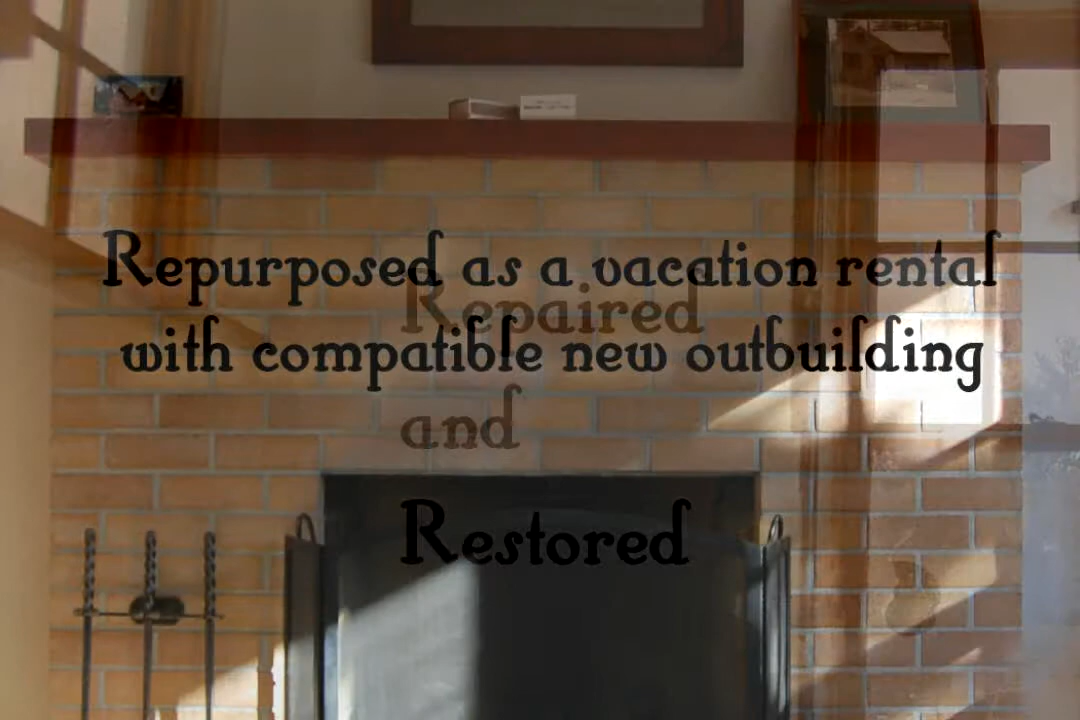 Repurposed as a vacation rental
Repaired
with compatible new outbuilding
and
Restored